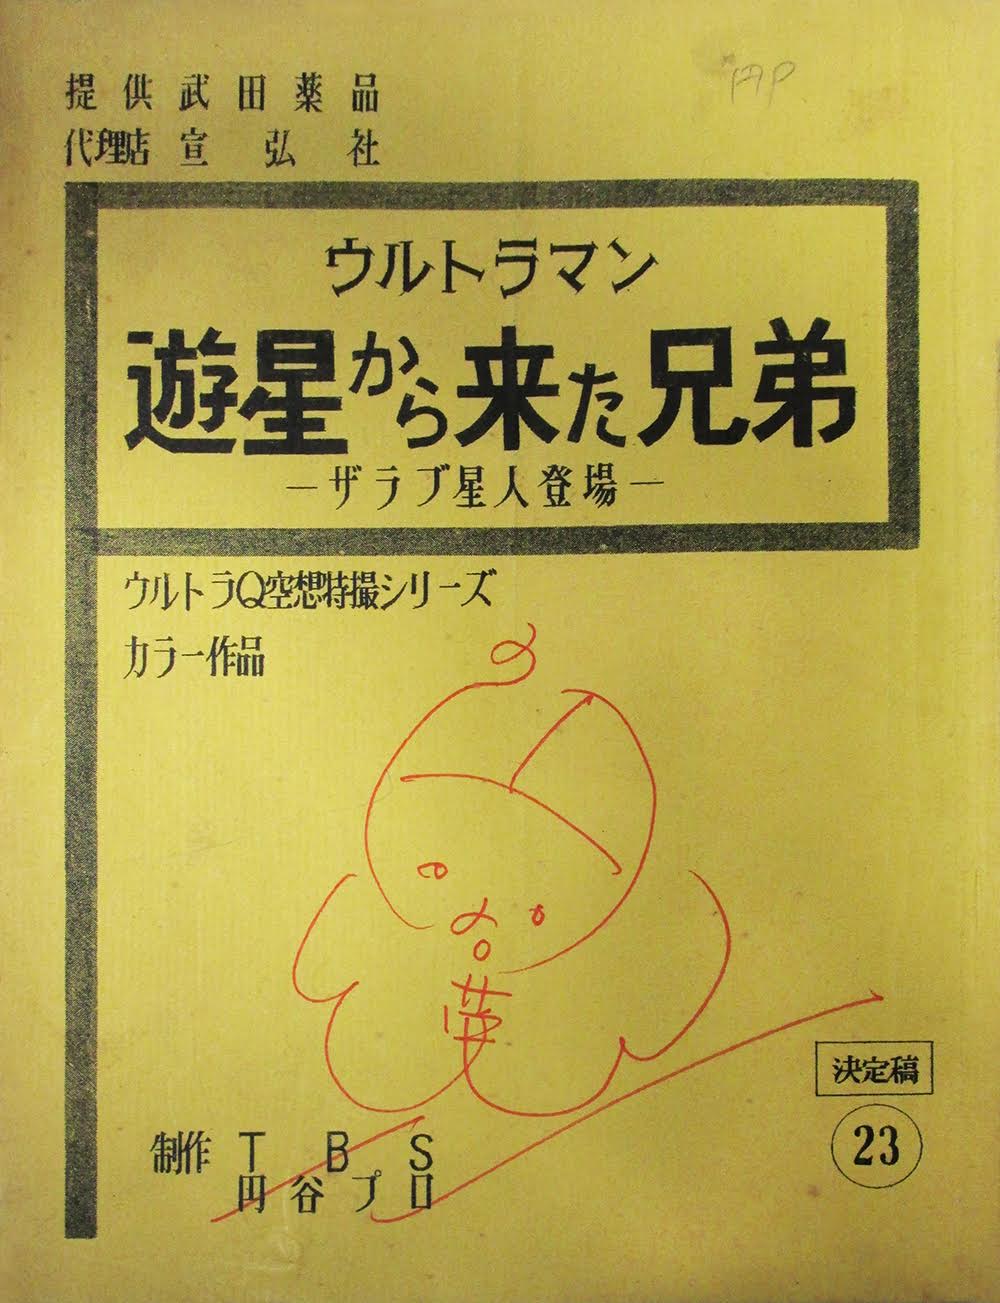 提供武田薬品
代理店宣弘社
ウルトラマン
遊星から来た兄弟
－ザラブ星人登場－
ウルトラQ空想特撮シリーズ
カラー作品
夢
決定稿
23
制作 TBS
円谷プロ